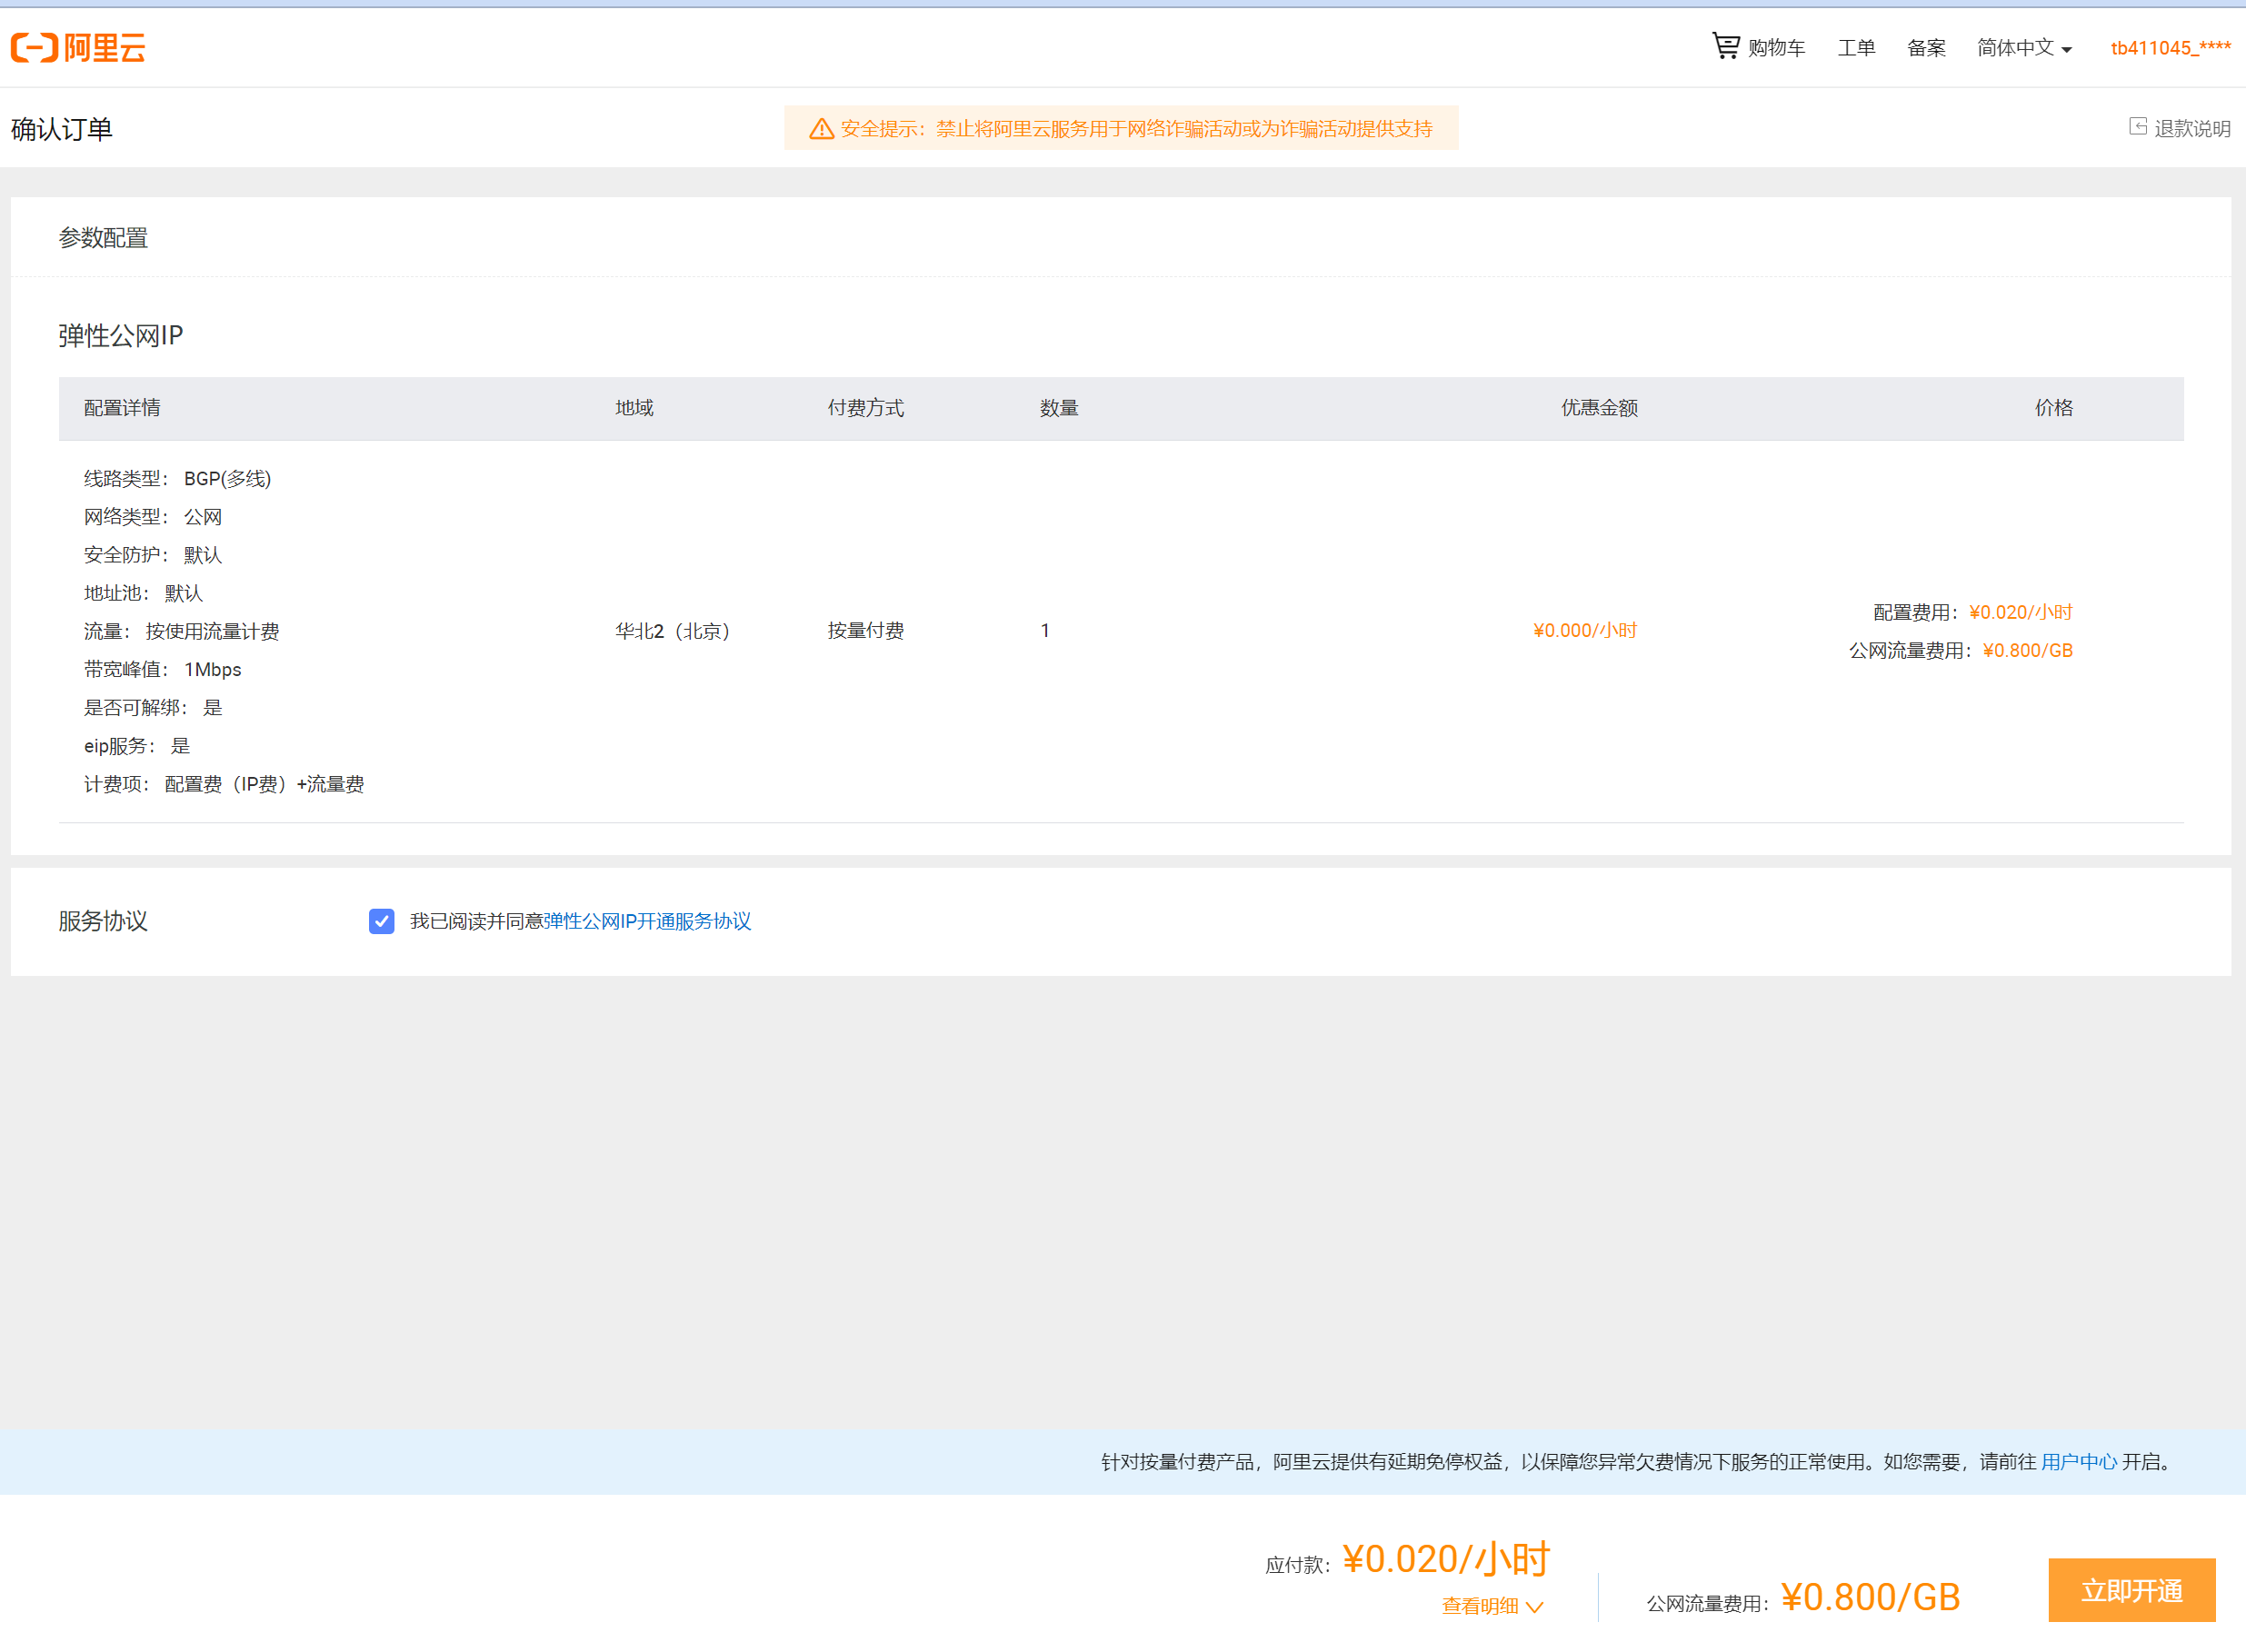 阿里云 购物车 工单 备案 简体中文 tb411045_****
确认订单 安全提示：禁止将阿里云服务用于网络诈骗活动或为诈骗活动提供支持 退款说明
参数配置
弹性公网IP
配置详情 地域 付费方式 数量 优惠金额 价格
线路类型： BGP(多线)
网络类型： 公网
安全防护： 默认
地址池： 默认
流量： 按使用流量计费
带宽峰值： 1Mbps
是否可解绑： 是
eip服务： 是
计费项： 配置费（IP费）+流量费
华北2（北京） 按量付费 1 ¥0.000/小时
配置费用：¥0.020/小时
公网流量费用：¥0.800/GB
服务协议 我已阅读并同意弹性公网IP开通服务协议
针对按量付费产品，阿里云提供有延期免停权益，以保障您异常欠费情况下服务的正常使用。如您需要，请前往 用户中心 开启。
应付款：¥0.020/小时
查看明细
公网流量费用：¥0.800/GB
立即开通